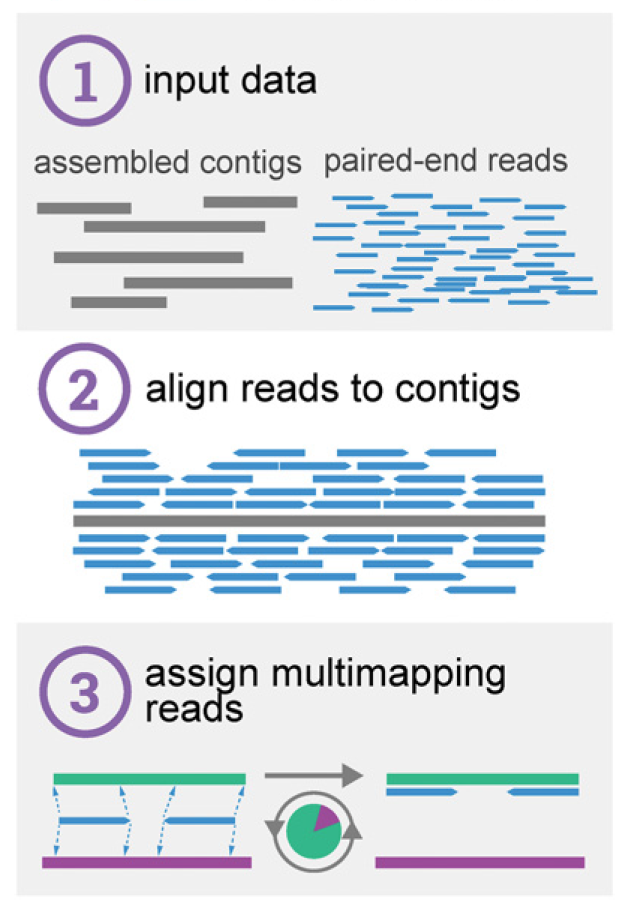 1 input data
assembled contigs paired-end reads
2 align reads to contigs
3 assign multimapping
reads